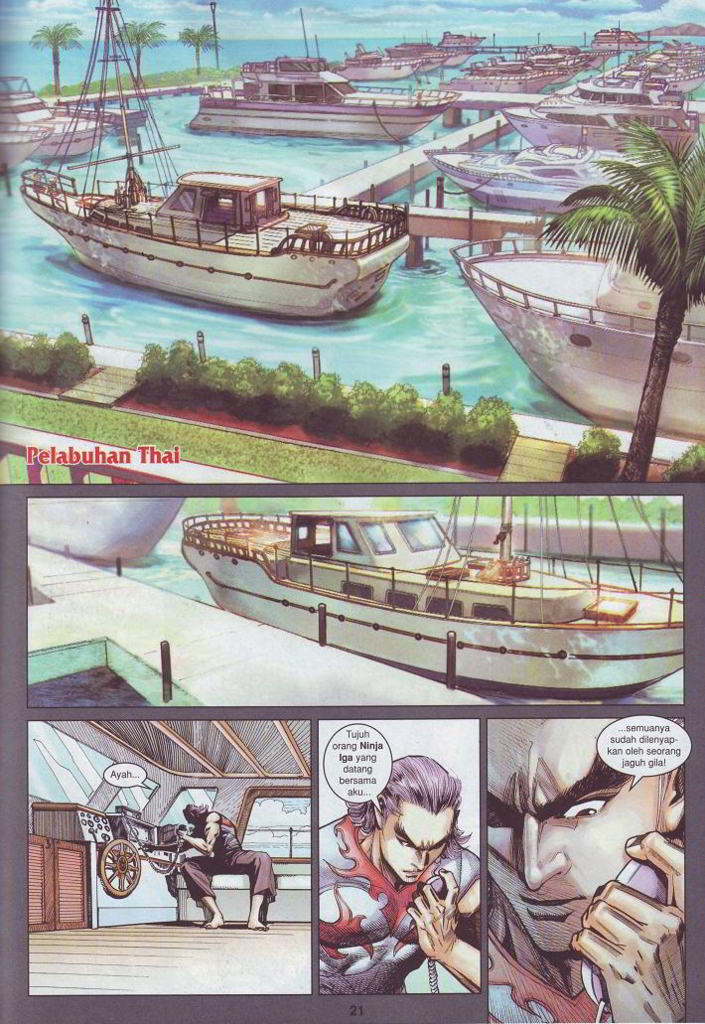 Pelabuhan Thai
Ayah...
Tujuh
orang Ninja
Iga yang
datang
bersama
aku...
...semuanya
sudah dilenyap-
kan oleh seorang
jaguh gila!
21